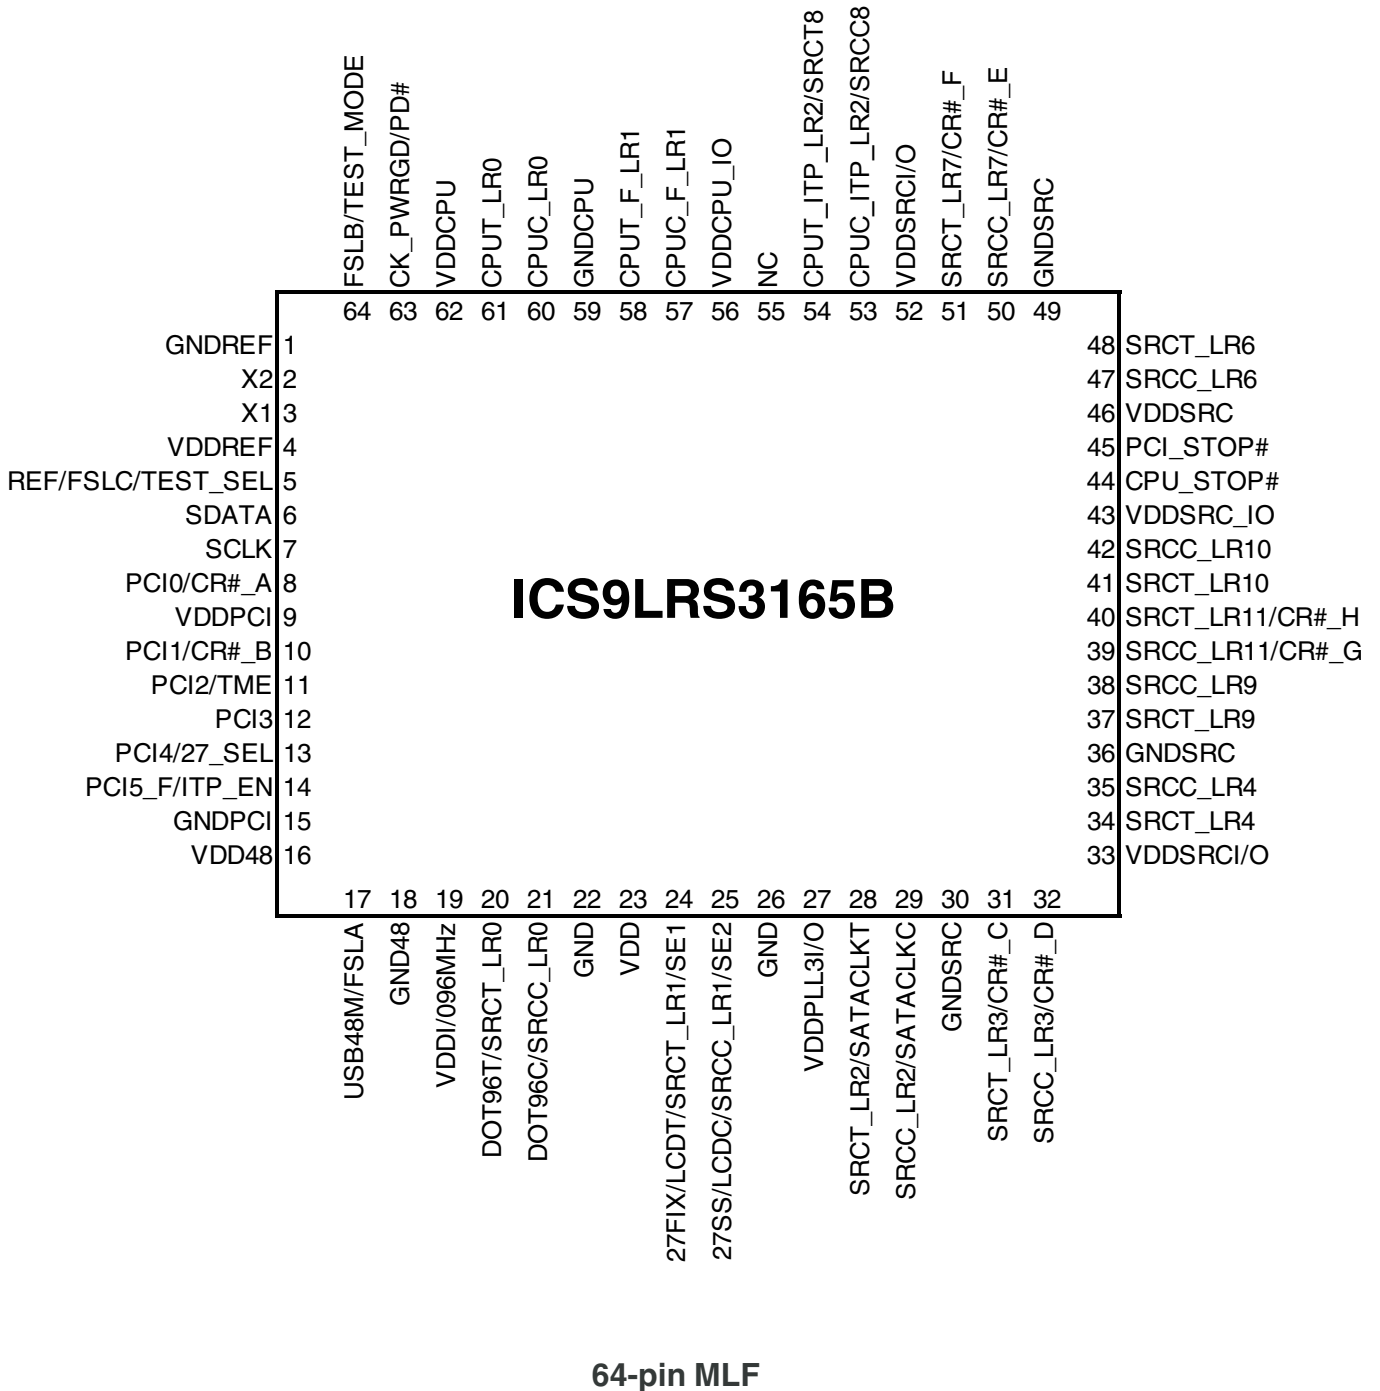 FSLB/TEST_MODE
CK_PWRGD/PD#
VDDCPU
CPUT_LR0
CPUC_LR0
GNDCPU
CPUT_F_LR1
CPUC_F_LR1
VDDCPU_IO
NC
CPUT_ITP_LR2/SRCT8
CPUC_ITP_LR2/SRCC8
VDDSRCI/O
SRCT_LR7/CR#_F
SRCC_LR7/CR#_E
GNDSRC
64 63 62 61 60 59 58 57 56 55 54 53 52 51 50 49
GNDREF 1
X2 2
X1 3
VDDREF 4
REF/FSLC/TEST_SEL 5
SDATA 6
SCLK 7
PCI0/CR#_A 8
VDDPCI 9
PCI1/CR#_B 10
PCI2/TME 11
PCI3 12
PCI4/27_SEL 13
PCI5_F/ITP_EN 14
GNDPCI 15
VDD48 16
ICS9LRS3165B
48 SRCT_LR6
47 SRCC_LR6
46 VDDSRC
45 PCI_STOP#
44 CPU_STOP#
43 VDDSRC_IO
42 SRCC_LR10
41 SRCT_LR10
40 SRCT_LR11/CR#_H
39 SRCC_LR11/CR#_G
38 SRCC_LR9
37 SRCT_LR9
36 GNDSRC
35 SRCC_LR4
34 SRCT_LR4
33 VDDSRCI/O
17 18 19 20 21 22 23 24 25 26 27 28 29 30 31 32
USB48M/FSLA
GND48
VDDI/096MHz
DOT96T/SRCT_LR0
DOT96C/SRCC_LR0
GND
VDD
27FIX/LCDT/SRCT_LR1/SE1
27SS/LCDC/SRCC_LR1/SE2
GND
VDDPLL3I/O
SRCT_LR2/SATACLKT
SRCC_LR2/SATACLKC
GNDSRC
SRCT_LR3/CR#_C
SRCC_LR3/CR#_D
64-pin MLF